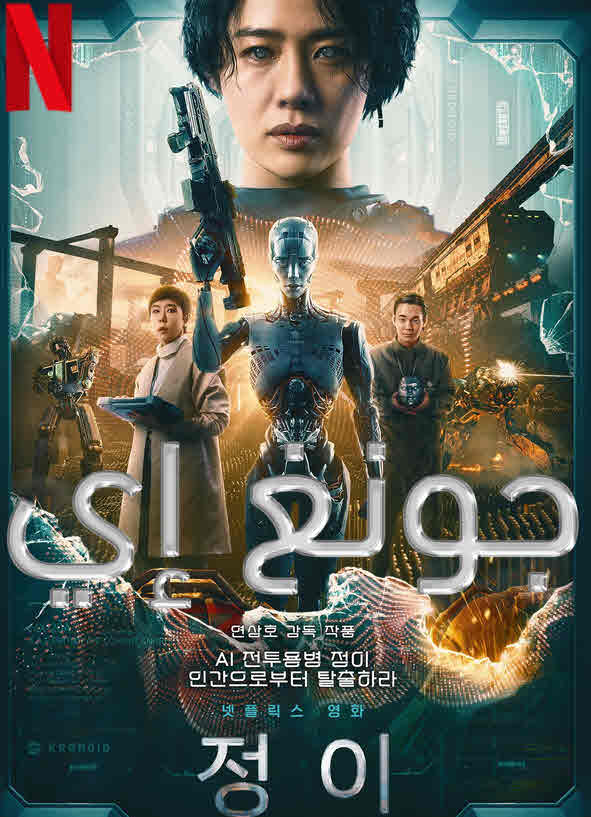 N
جونغ إي
연상호 감독 작품
AI 전투용병 정이
인간으로부터 탈출하라
넷플릭스 영화
KRONOID
정이